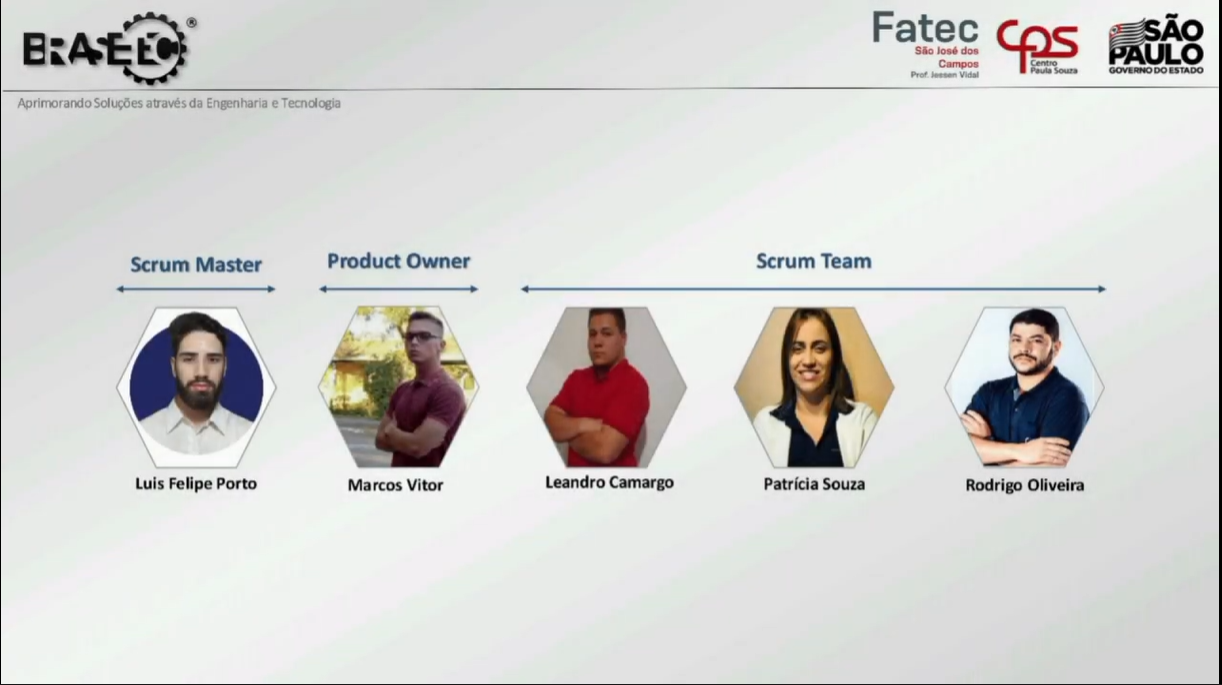 BRASELC®
Aprimorando Soluções através da Engenharia e Tecnologia
Fatec
São José dos
Campos
Prof. Jessen Vidal
CPS
Centro
Paula Souza
SÃO
PAULO
GOVERNO DO ESTADO
Scrum Master
Product Owner
Scrum Team
Luis Felipe Porto
Marcos Vitor
Leandro Camargo
Patrícia Souza
Rodrigo Oliveira